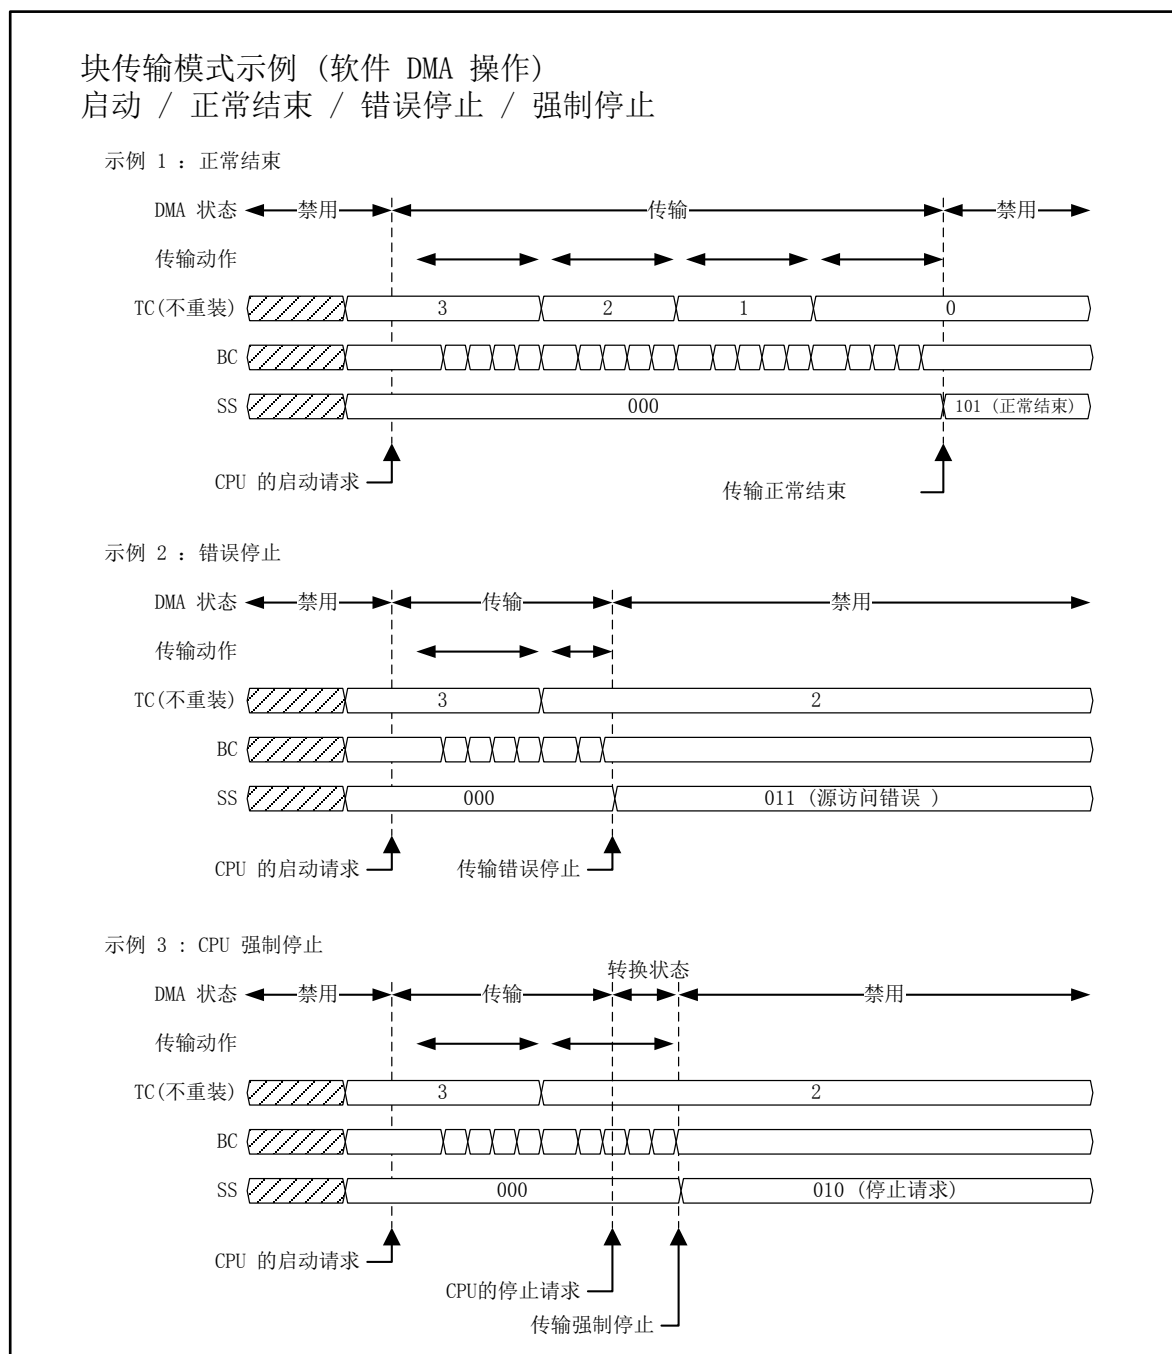 块传输模式示例 (软件 DMA 操作)
启动 / 正常结束 / 错误停止 / 强制停止
示例 1 : 正常结束
DMA 状态 禁用 传输 禁用
传输动作
TC(不重装) 3 2 1 0
BC
SS 000 101 (正常结束)
CPU 的启动请求 传输正常结束
示例 2 : 错误停止
DMA 状态 禁用 传输 禁用
传输动作
TC(不重装) 3 2
BC
SS 000 011 (源访问错误 )
CPU 的启动请求 传输错误停止
示例 3 : CPU 强制停止
转换状态
DMA 状态 禁用 传输 禁用
传输动作
TC(不重装) 3 2
BC
SS 000 010 (停止请求)
CPU 的启动请求
CPU的停止请求
传输强制停止